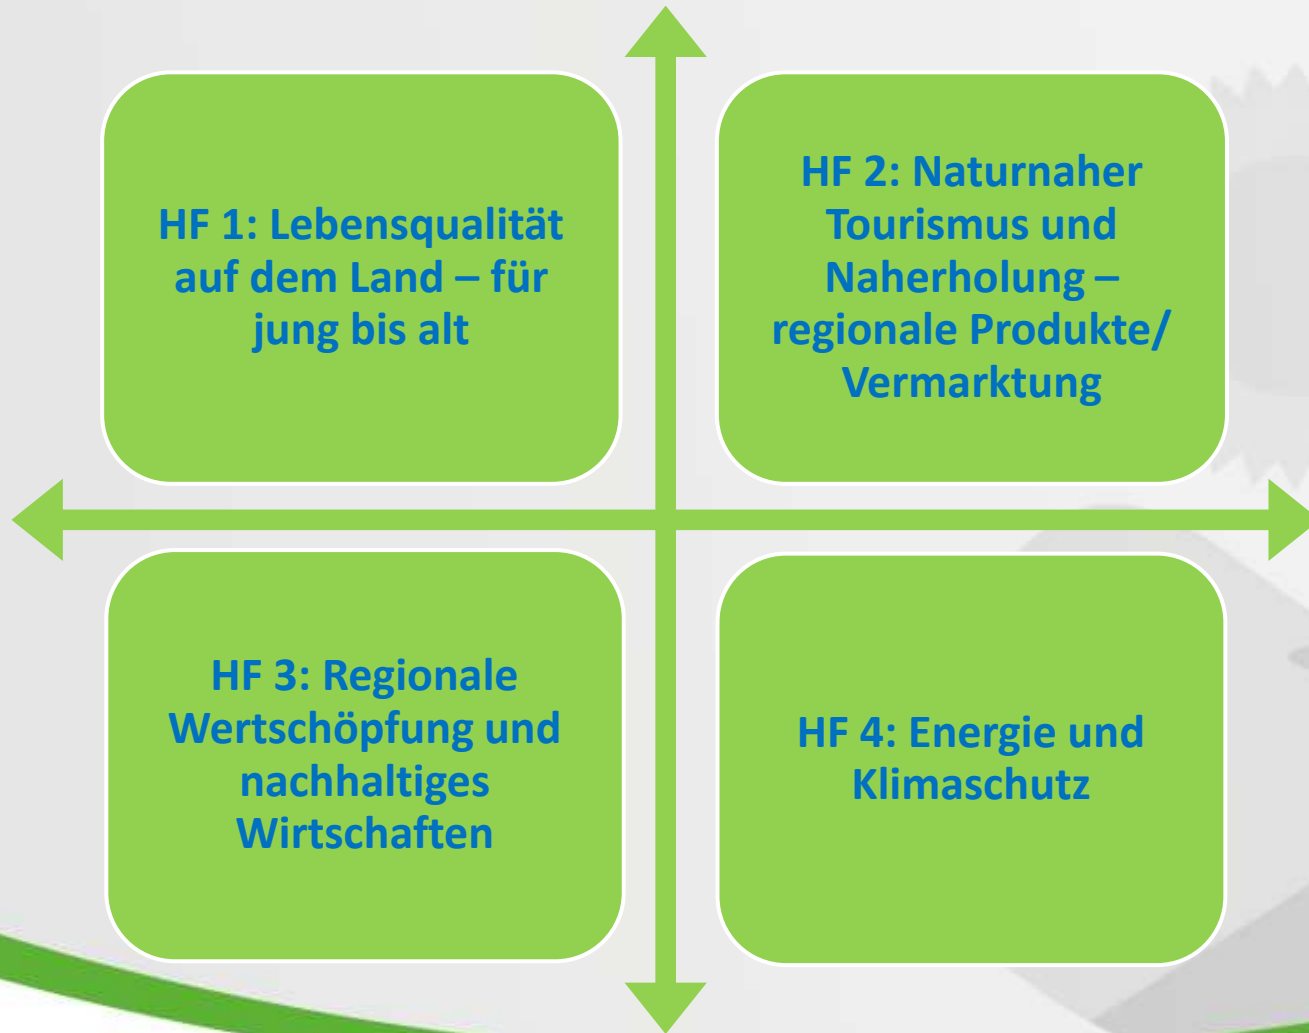 HF 1: Lebensqualität
auf dem Land – für
jung bis alt
HF 2: Naturnaher
Tourismus und
Naherholung –
regionale Produkte/
Vermarktung
HF 3: Regionale
Wertschöpfung und
nachhaltiges
Wirtschaften
HF 4: Energie und
Klimaschutz